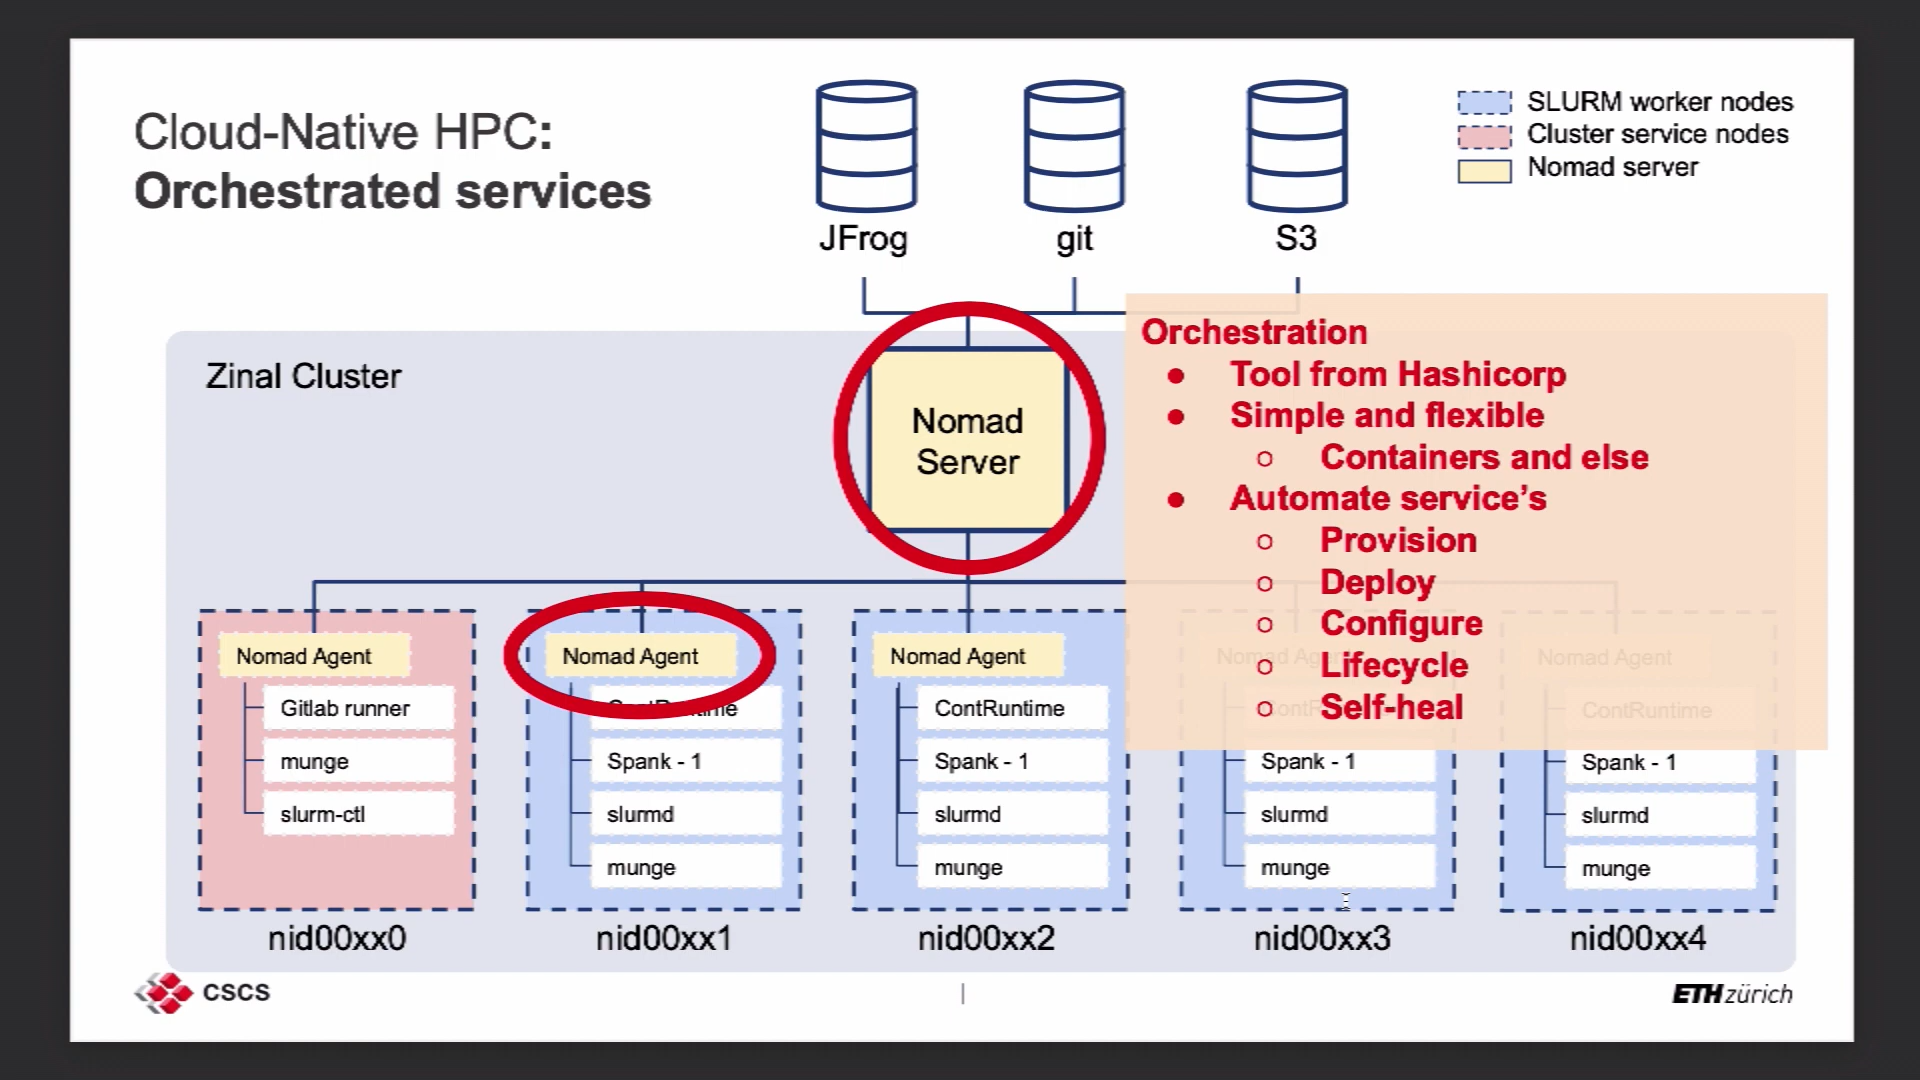 Cloud-Native HPC:
Orchestrated services
JFrog
git
S3
SLURM worker nodes
Cluster service nodes
Nomad server
Zinal Cluster
Nomad
Server
Orchestration
● Tool from Hashicorp
● Simple and flexible
○ Containers and else
● Automate service’s
○ Provision
○ Deploy
○ Configure
○ Lifecycle
○ Self-heal
Nomad Agent
Gitlab runner
munge
slurm-ctl
nid00xx0
Nomad Agent
ContRuntime
Spank - 1
slurmd
munge
nid00xx1
Nomad Agent
ContRuntime
Spank - 1
slurmd
munge
nid00xx2
Nomad Agent
ContRuntime
Spank - 1
slurmd
munge
nid00xx3
Nomad Agent
ContRuntime
Spank - 1
slurmd
munge
nid00xx4
CSCS
|
ETH zürich